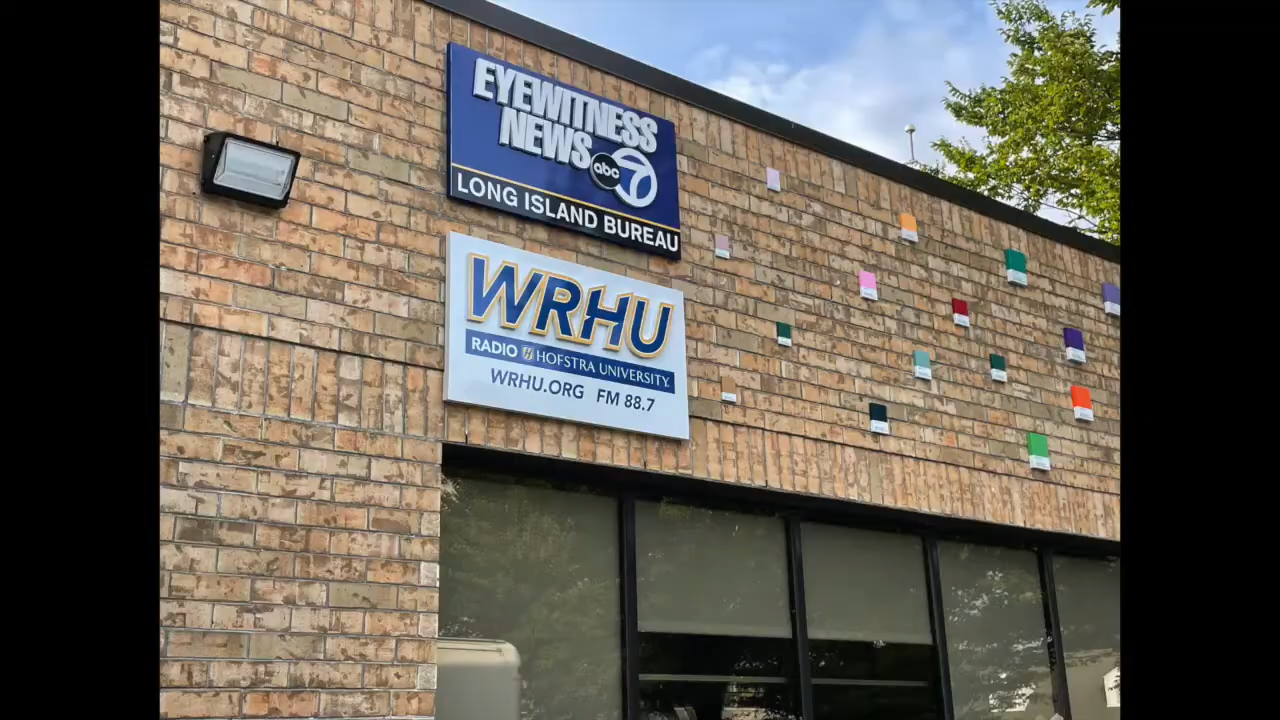 EYEWITNESS
NEWS
abc 7
LONG ISLAND BUREAU
WRHU
RADIO HOFSTRA UNIVERSITY
WRHU.ORG FM 88.7